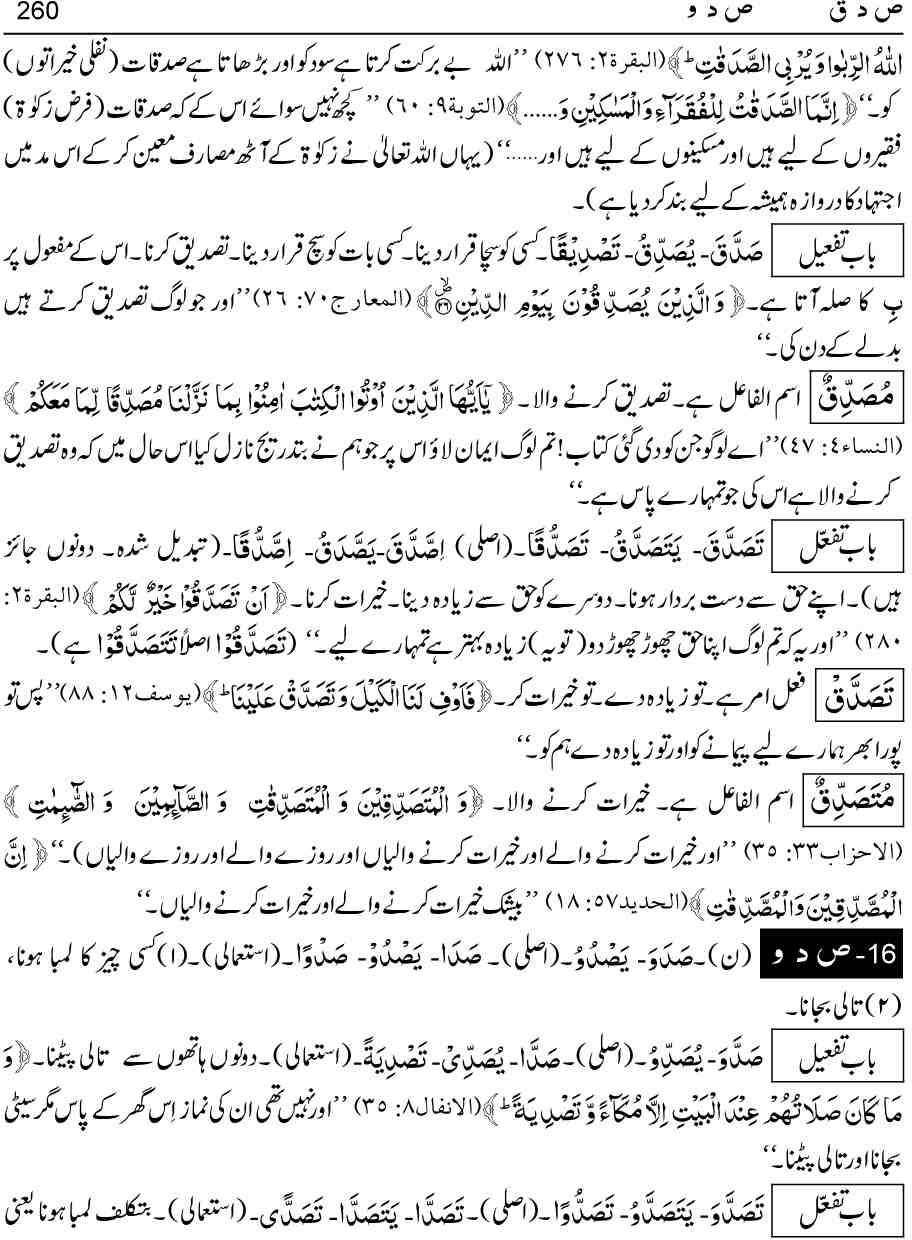 ص د ق ص د و 260
اللّٰهُ الرِّبٰوا وَ يُرْبِی الصَّدَقٰتِ ؕ﴾ (البقرۃ۲: ۲۷۶) ’’اللہ بے برکت کرتا ہے سود کو اور بڑھاتا ہے صدقات (نفلی خیراتوں)
کو۔‘‘ ﴿ اِنَّمَا الصَّدَقٰتُ لِلْفُقَرَآءِ وَالْمَسٰکِیْنِ وَ......﴾ (التوبۃ۹: ۶۰) ’’ کچھ نہیں سوائے اس کے کہ صدقات (فرض زکوٰۃ)
فقیروں کے لیے ہیں اور مسکینوں کے لیے ہیں اور.....‘‘ (یہاں اللہ تعالیٰ نے زکوٰۃ کے آٹھ مصارف معین کر کے اس مد میں
اجتہاد کا دروازہ ہمیشہ کے لیے بند کر دیا ہے)۔
باب تفعیل صَدَّقَ۔ یُصَدِّقُ۔ تَصْدِیْقًا۔ کسی کو سچا قرار دینا۔ کسی بات کو سچ قرار دینا۔ تصدیق کرنا۔ اس کے مفعول پر
بِ کا صلہ آتا ہے۔ ﴿ وَ الَّذِیْنَ یُصَدِّقُوْنَ بِیَوْمِ الدِّیْنِ ۙ﴿۲۶﴾﴾ (المعارج۷۰: ۲۶) ’’اور جو لوگ تصدیق کرتے ہیں
بدلے کے دن کی۔‘‘
مُصَدِّقٌ اسم الفاعل ہے۔ تصدیق کرنے والا۔ ﴿ یٰۤاَیُّهَا الَّذِیْنَ اُوْتُوا الْکِتٰبَ اٰمِنُوْا بِمَا نَزَّلْنَا مُصَدِّقًا لِّمَا مَعَکُمْ ﴾
(النساء۴: ۴۷) ’’اے لوگو جن کو دی گئی کتاب! تم لوگ ایمان لاؤ اس پر جو ہم نے بتدریج نازل کیا اس حال میں کہ وہ تصدیق
کرنے والا ہے اس کی جو تمہارے پاس ہے۔‘‘
باب تفعّل تَصَدَّقَ۔ یَتَصَدَّقُ۔ تَصَدُّقًا۔ (اصلی) اِصَّدَّقَ۔ یَصَّدَقُ۔ اِصَّدُّقًا۔ (تبدیل شدہ۔ دونوں جائز
ہیں)۔ اپنے حق سے دست بردار ہونا۔ دوسرے کو حق سے زیادہ دینا۔ خیرات کرنا۔ ﴿ اَنْ تَصَدَّقُوْا خَیْرٌ لَّکُمْ ﴾ (البقرۃ۲:
۲۸۰) ’’اور یہ کہ تم لوگ اپنا حق چھوڑ چھوڑ دو (تو یہ) زیادہ بہتر ہے تمہارے لیے۔‘‘ (تَصَدَّقُوْا اصلاً تَتَصَدَّقُوْا ہے)۔
تَصَدَّقْ فعل امر ہے۔ تو زیادہ دے۔ تو خیرات کر۔ ﴿ فَاَوْفِ لَنَا الْکَیْلَ وَ تَصَدَّقْ عَلَیْنَا ؕ﴾ (یوسف۱۲: ۸۸) ’’پس تو
پورا بھر ہمارے لیے پیمانے کو اور تو زیادہ دے ہم کو۔‘‘
مُتَصَدِّقٌ اسم الفاعل ہے۔ خیرات کرنے والا۔ ﴿ وَ الْمُتَصَدِّقِیْنَ وَ الْمُتَصَدِّقٰتِ وَ الصَّآئِمِیْنَ وَ الصّٰٓئِمٰتِ ﴾
(الاحزاب۳۳: ۳۵) ’’اور خیرات کرنے والے اور خیرات کرنے والیاں اور روزے والے اور روزے والیاں)۔‘‘ ﴿ اِنَّ
الْمُصَّدِّقِیْنَ وَالْمُصَّدِّقٰتِ ﴾ (الحدید۵۷: ۱۸) ’’بیشک خیرات کرنے والے اور خیرات کرنے والیاں۔‘‘
16- ص د و (ن)۔ صَدَوَ۔ یَصْدُوُ۔ (اصلی)۔ صَدَا۔ یَصْدُوْ۔ صَدْوًا۔ (استعمالی)۔ (۱) کسی چیز کا لمبا ہونا،
(۲) تالی بجانا۔
باب تفعیل صَدَّوَ۔ یُصَدِّوُ۔ (اصلی)۔ صَدّٰا۔ یُصَدِّیْ۔ تَصْدِیَةً۔ (استعمالی)۔ دونوں ہاتھوں سے تالی پیٹنا۔ ﴿ وَ
مَا کَانَ صَلَاتُهُمْ عِنْدَ الْبَیْتِ اِلَّا مُکَآءً وَّ تَصْدِیَةً ؕ﴾ (الانفال۸: ۳۵) ’’اور نہیں تھی ان کی نماز اِس گھر کے پاس مگر سیٹی
بجانا اور تالی پیٹنا۔‘‘
باب تفعّل تَصَدَّوَ۔ یَتَصَدَّوُ۔ تَصَدُّوًا۔ (اصلی)۔ تَصَدّٰا۔ یَتَصَدّٰا۔ تَصَدًّی۔ (استعمالی)۔ بتکلف لمبا ہونا یعنی